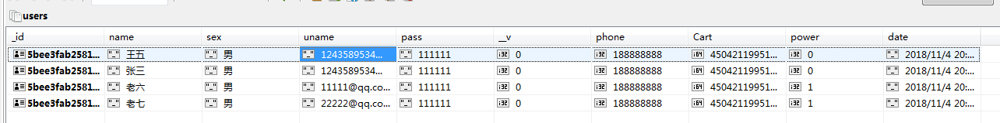 users
_id name sex uname pass __v phone Cart power date
5bee3fab2581... 王五 男 1243589534... 111111 0 188888888 45042119951... 0 2018/11/4 20:...
5bee3fab2581... 张三 男 1243589534... 111111 0 188888888 45042119951... 0 2018/11/4 20:...
5bee3fab2581... 老六 男 11111@qq.co... 111111 0 188888888 45042119951... 1 2018/11/4 20:...
5bee3fab2581... 老七 男 22222@qq.co... 111111 0 188888888 45042119951... 1 2018/11/4 20:...